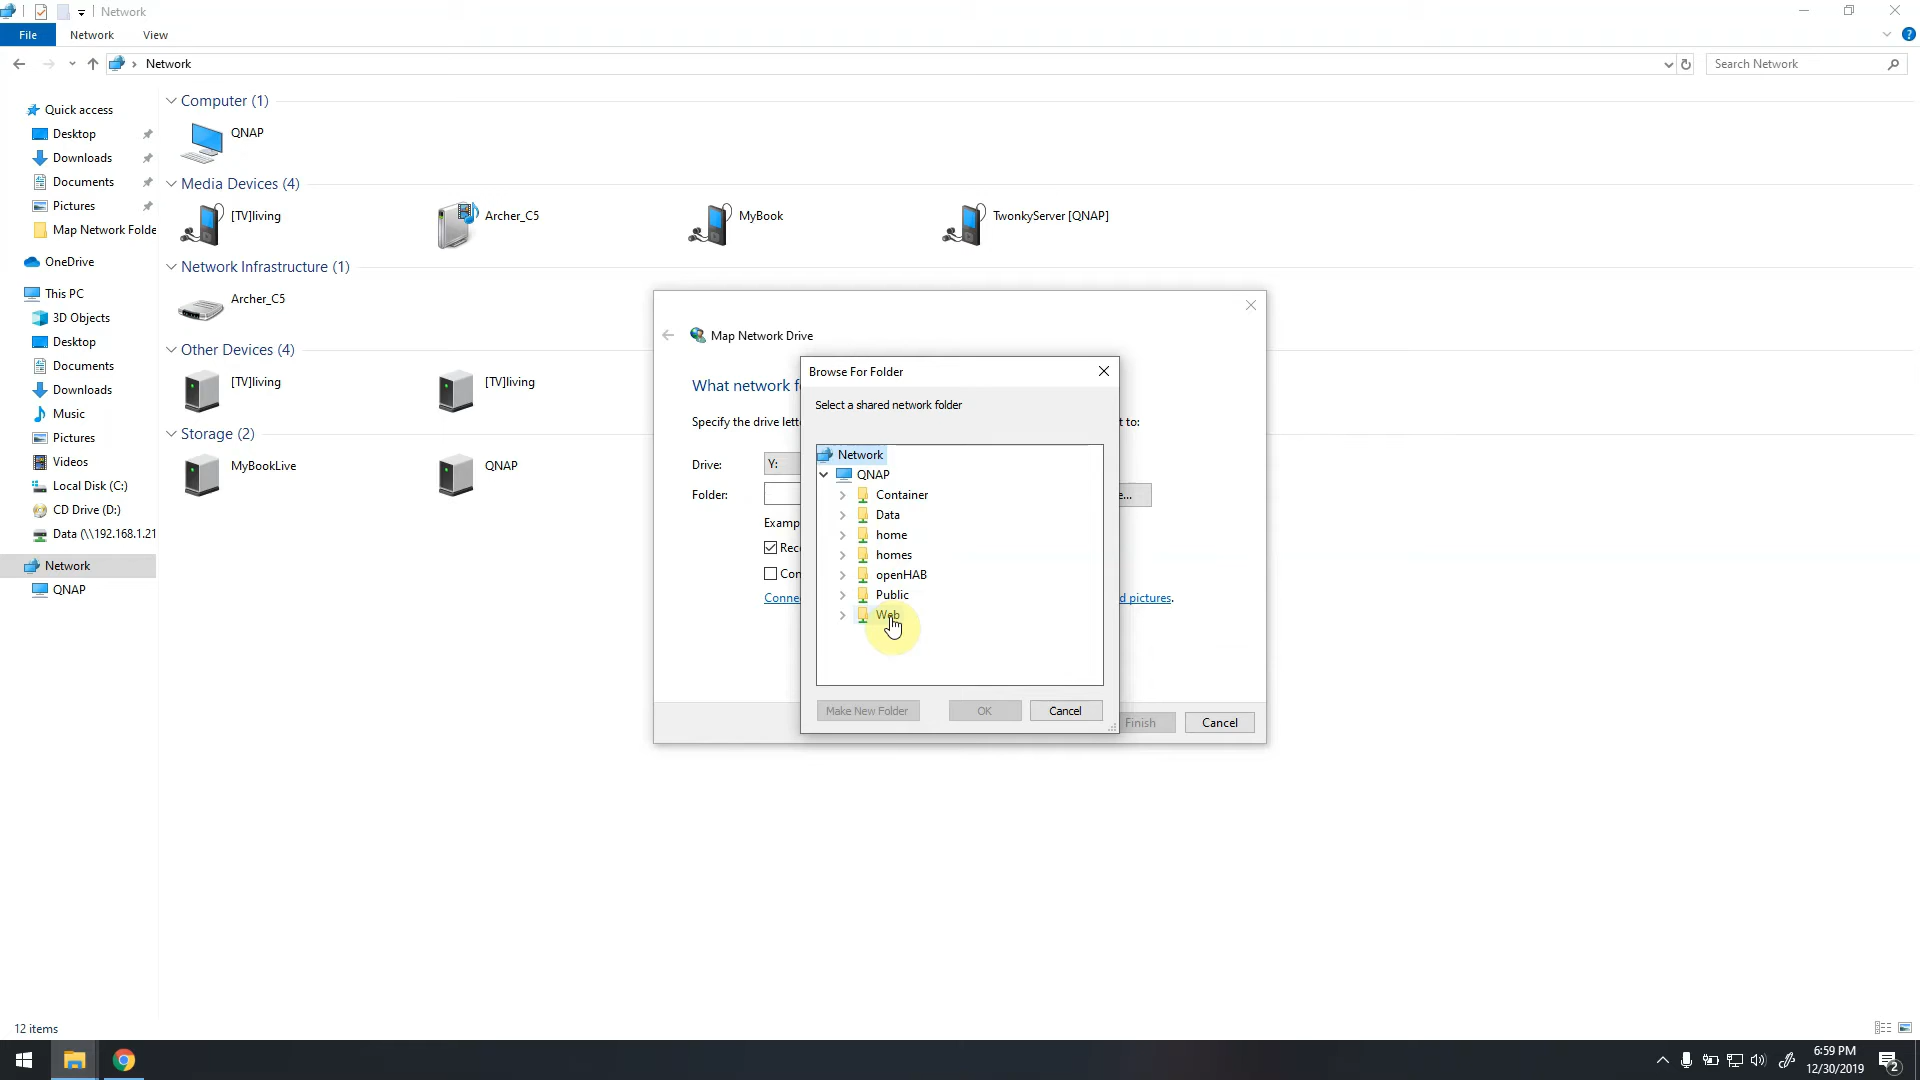 Network
File
Network
View
Network
Search Network
Quick access
Desktop
Downloads
Documents
Pictures
Map Network Folde
OneDrive
This PC
3D Objects
Desktop
Documents
Downloads
Music
Pictures
Videos
Local Disk (C:)
CD Drive (D:)
Data (\\192.168.1.21
Network
QNAP
Computer (1)
QNAP
Media Devices (4)
[TV]living
Archer_C5
MyBook
TwonkyServer [QNAP]
Network Infrastructure (1)
Archer_C5
Other Devices (4)
[TV]living
[TV]living
Storage (2)
MyBookLive
QNAP
Map Network Drive
What network f
Specify the drive lett
t to:
Drive:
Y:
Folder:
e...
Examp
Rec
Con
Conne
d pictures.
Finish
Cancel
Browse For Folder
Select a shared network folder
Network
QNAP
Container
Data
home
homes
openHAB
Public
Web
Make New Folder
OK
Cancel
12 items
6:59 PM
12/30/2019
2